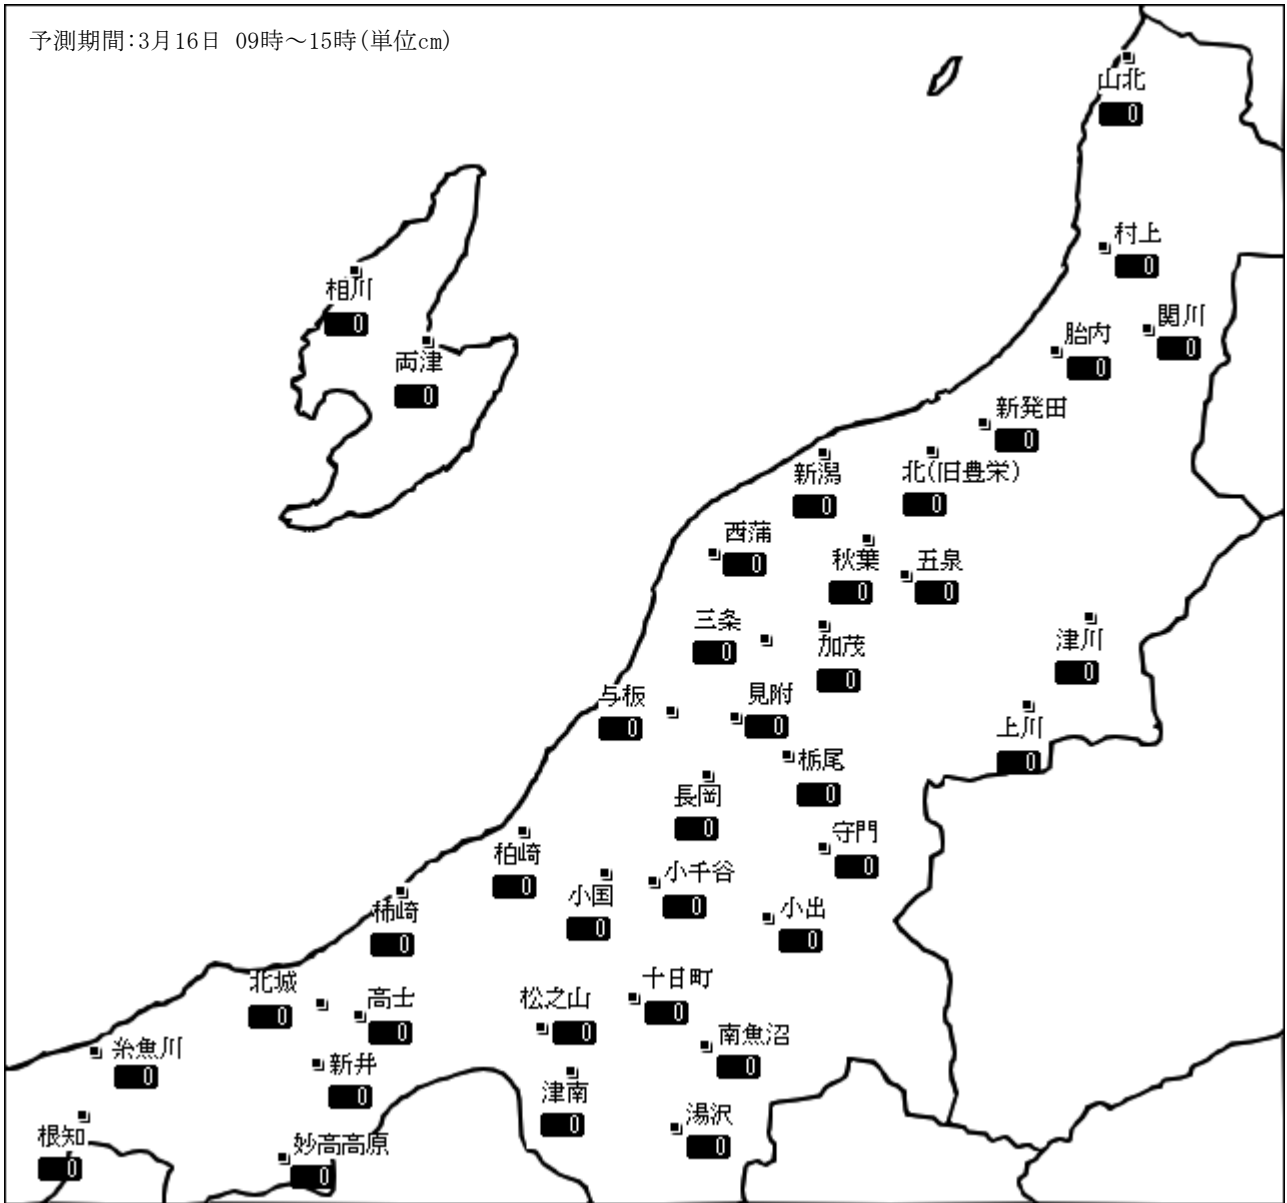 予測期間:3月16日 09時～15時(単位cm)
山北
0
村上
0
相川
0
関川
0
胎内
0
両津
0
新発田
0
新潟
0
北(旧豊栄)
0
西蒲
0
秋葉
0
五泉
0
三条
0
加茂
0
津川
0
与板
0
見附
0
上川
0
栃尾
0
長岡
0
守門
0
柏崎
0
小千谷
0
小国
0
小出
0
柿崎
0
北城
0
高士
0
松之山
0
十日町
0
南魚沼
0
糸魚川
0
新井
0
津南
0
湯沢
0
根知
0
妙高高原
0